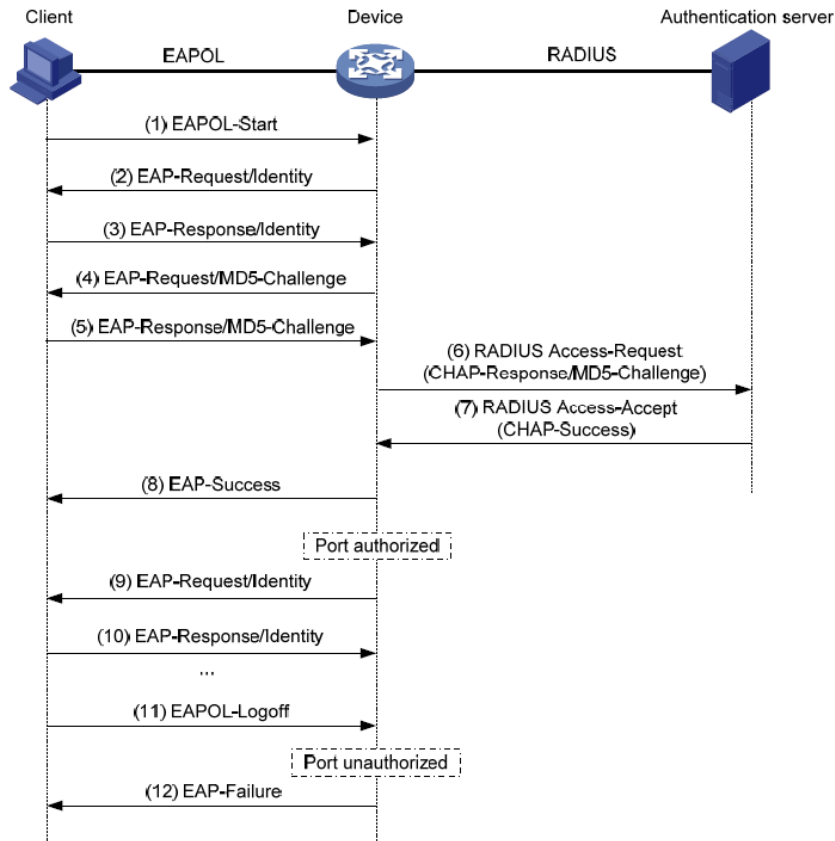 Client
Device
Authentication server
EAPOL
RADIUS
(1) EAPOL-Start
(2) EAP-Request/Identity
(3) EAP-Response/Identity
(4) EAP-Request/MD5-Challenge
(5) EAP-Response/MD5-Challenge
(6) RADIUS Access-Request
(CHAP-Response/MD5-Challenge)
(7) RADIUS Access-Accept
(CHAP-Success)
(8) EAP-Success
Port authorized
(9) EAP-Request/Identity
(10) EAP-Response/Identity
...
(11) EAPOL-Logoff
Port unauthorized
(12) EAP-Failure